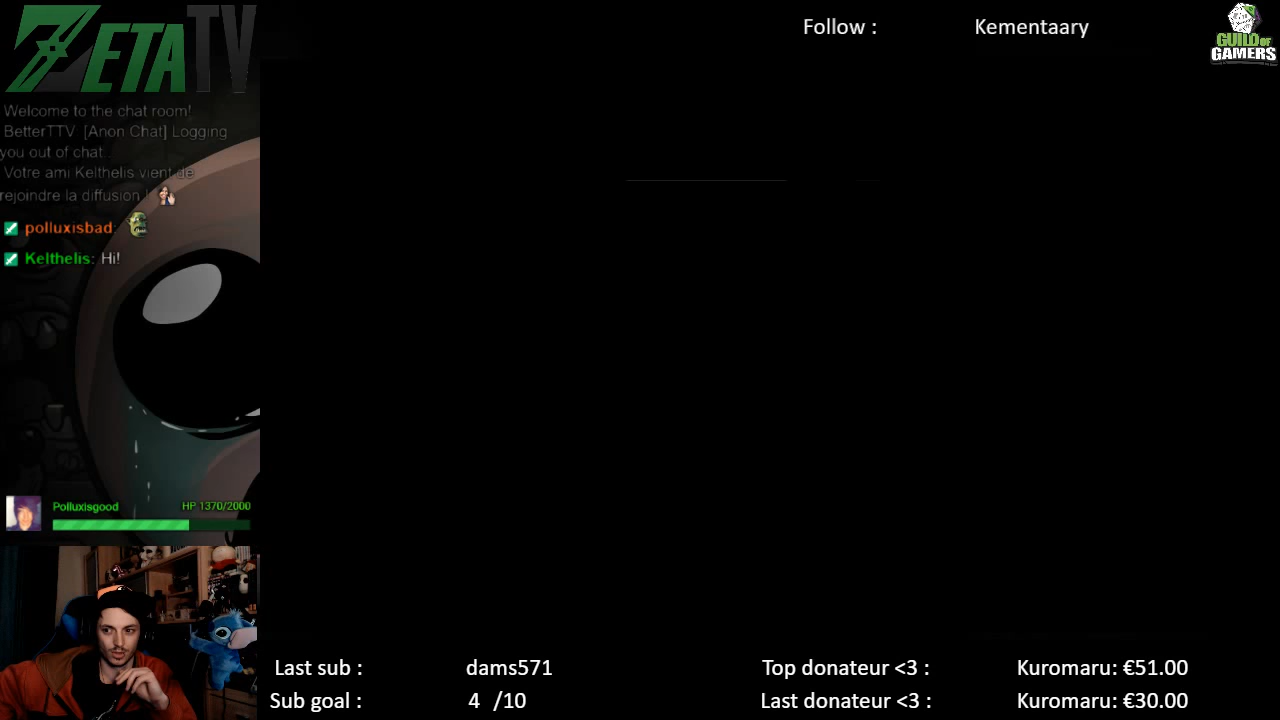 ZETATV
Follow : Kementaary
GUILD OF
GAMERS
Welcome to the chat room!
BetterTTV: [Anon Chat] Logging
you out of chat..
Votre ami Kelthelis vient de
rejoindre la diffusion !
polluxisbad:
Kelthelis: Hi!
Polluxisgood HP 1370/2000
Last sub : dams571 Top donateur <3 : Kuromaru: €51.00
Sub goal : 4 /10 Last donateur <3 : Kuromaru: €30.00